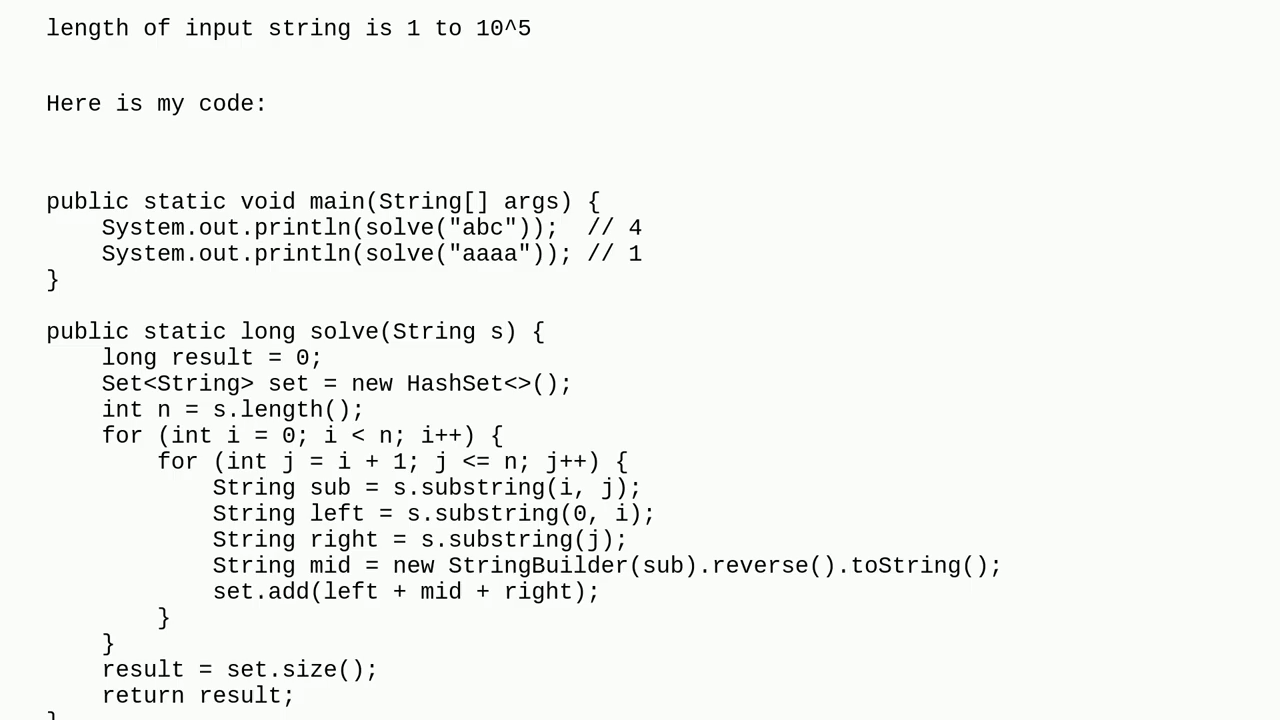 length of input string is 1 to 10^5
Here is my code:
public static void main(String[] args) {
    System.out.println(solve("abc"));  // 4
    System.out.println(solve("aaaa")); // 1
}
public static long solve(String s) {
    long result = 0;
    Set<String> set = new HashSet<>();
    int n = s.length();
    for (int i = 0; i < n; i++) {
        for (int j = i + 1; j <= n; j++) {
            String sub = s.substring(i, j);
            String left = s.substring(0, i);
            String right = s.substring(j);
            String mid = new StringBuilder(sub).reverse().toString();
            set.add(left + mid + right);
        }
    }
    result = set.size();
    return result;
}